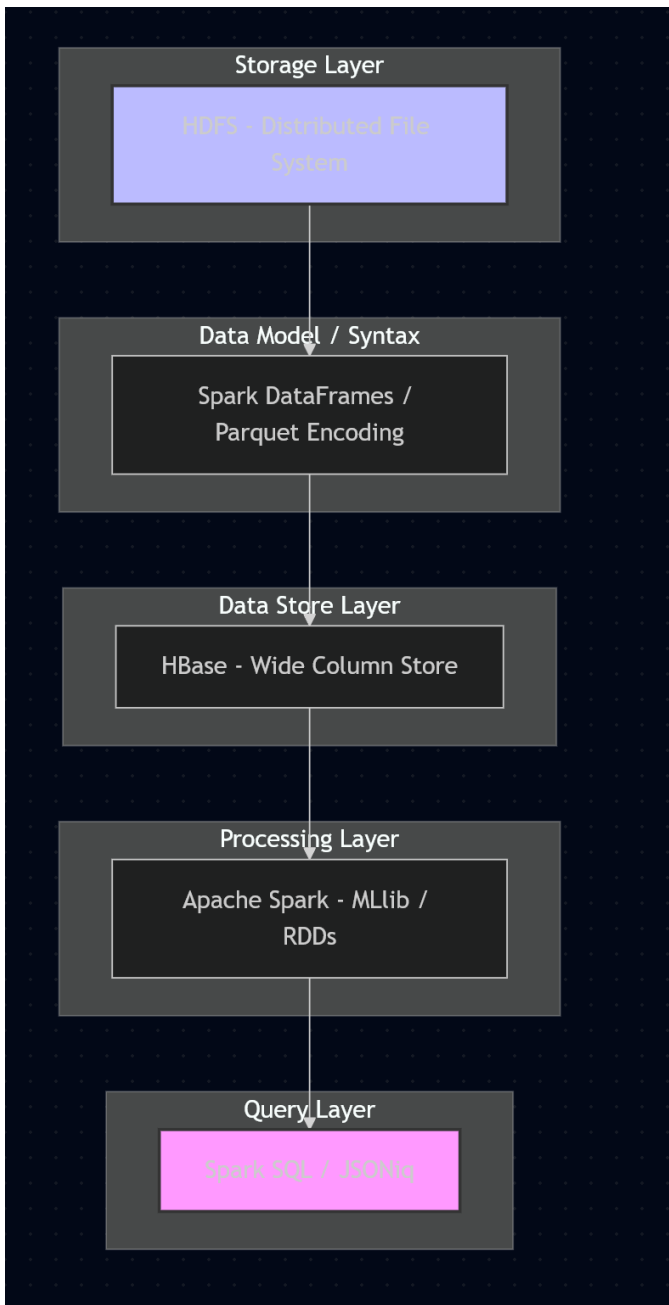 Storage Layer
HDFS - Distributed File
System
Data Model / Syntax
Spark DataFrames /
Parquet Encoding
Data Store Layer
HBase - Wide Column Store
Processing Layer
Apache Spark - MLlib /
RDDs
Query Layer
Spark SQL / JSONiq